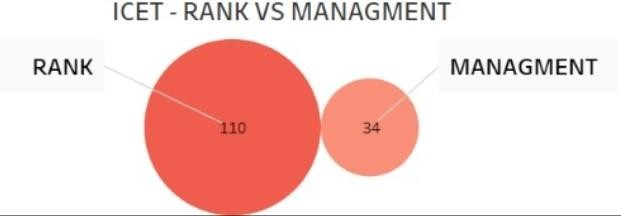 ICET - RANK VS MANAGMENT
RANK
MANAGMENT
110
34